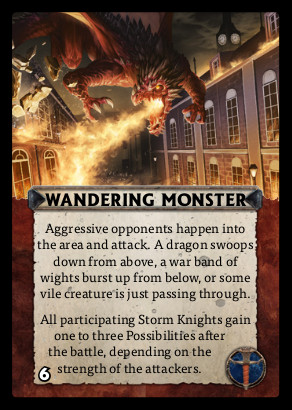 WANDERING MONSTER
Aggressive opponents happen into
the area and attack. A dragon swoops
down from above, a war band of
wights burst up from below, or some
vile creature is just passing through.
All participating Storm Knights gain
one to three Possibilities after
the battle, depending on the
strength of the attackers.
6